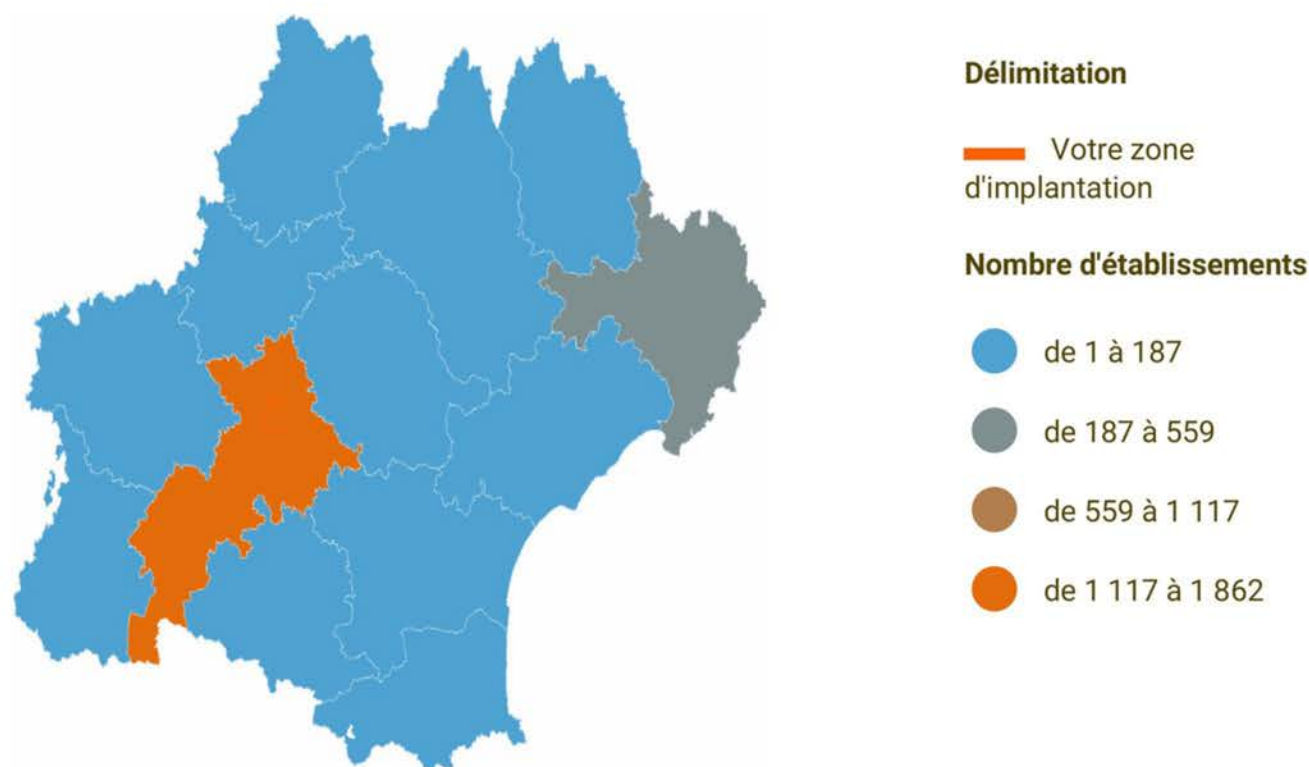 Délimitation
Votre zone
d'implantation
Nombre d'établissements
de 1 à 187
de 187 à 559
de 559 à 1 117
de 1 117 à 1 862